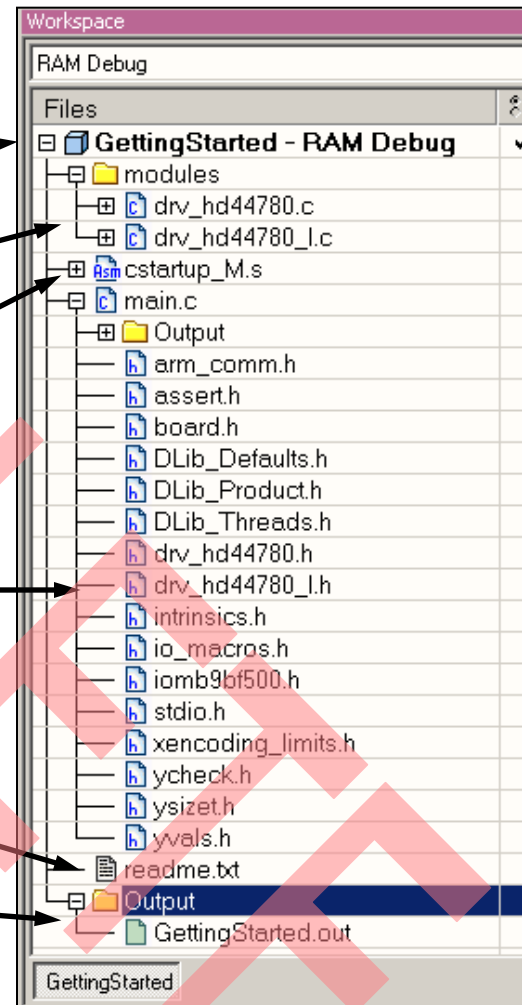 Workspace
RAM Debug
Files
GettingStarted - RAM Debug
modules
drv_hd44780.c
drv_hd44780_l.c
Asm cstartup_M.s
c main.c
Output
h arm_comm.h
h assert.h
h board.h
h DLib_Defaults.h
h DLib_Product.h
h DLib_Threads.h
h drv_hd44780.h
h drv_hd44780_l.h
h intrinsics.h
h io_macros.h
h iomb9bf500.h
h stdio.h
h xencoding_limits.h
h ycheck.h
h ysizet.h
h yvals.h
readme.txt
Output
GettingStarted.out
GettingStarted